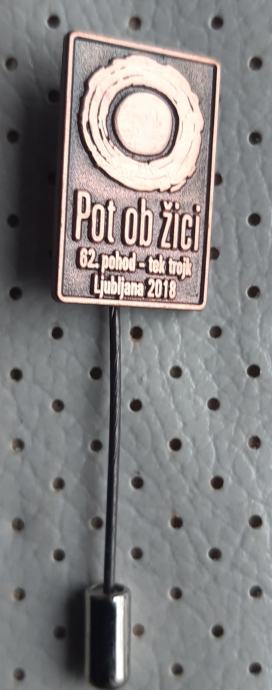 Pot ob žici
62. pohod - tek trojk
Ljubljana 2018